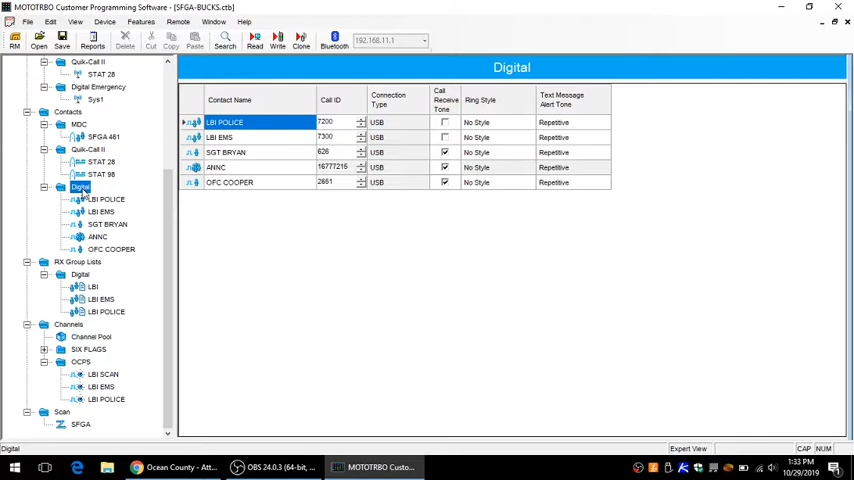 MOTOTRBO Customer Programming Software - [SFGA-BUCKS.ctb]
File Edit View Device Features Remote Window Help
RM Open Save Reports Delete Cut Copy Paste Search Read Write Clone Bluetooth 192.168.11.1
Quik-Call II
STAT 28
Digital Emergency
Sys1
Contacts
MDC
SFGA 461
Quik-Call II
STAT 28
STAT 98
Digital
LBI POLICE
LBI EMS
SGT BRYAN
ANNC
OFC COOPER
RX Group Lists
Digital
LBI
LBI EMS
LBI POLICE
Channels
Channel Pool
SIX FLAGS
OCPS
LBI SCAN
LBI EMS
LBI POLICE
Scan
SFGA
Digital
Contact Name Call ID Connection Type Call Receive Tone Ring Style Text Message Alert Tone
LBI POLICE 7200 USB No Style Repetitive
LBI EMS 7300 USB No Style Repetitive
SGT BRYAN 626 USB No Style Repetitive
ANNC 16777215 USB No Style Repetitive
OFC COOPER 2651 USB No Style Repetitive
Digital Expert View CAP NUM
Ocean County - Att... OBS 24.0.3 (64-bit, ... MOTOTRBO Custo... 1:33 PM
10/29/2019